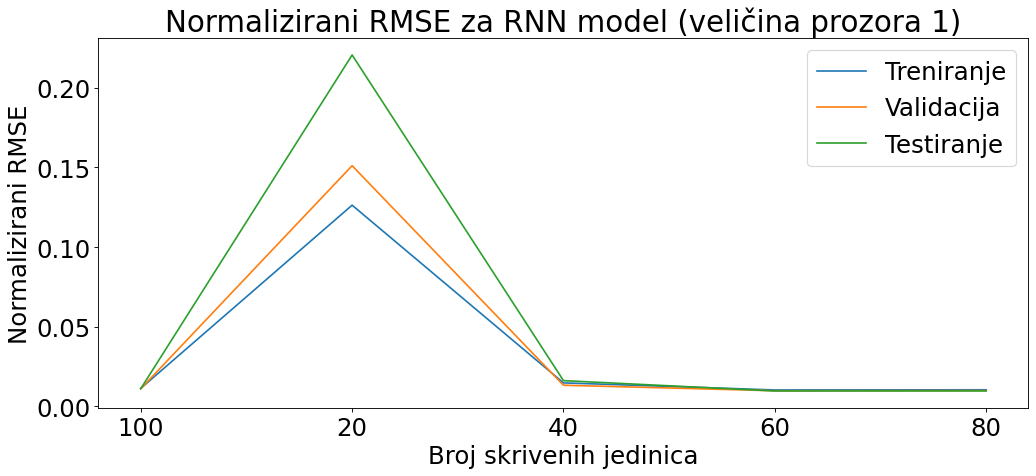 Normalizirani RMSE za RNN model (veličina prozora 1)
Treniranje
Validacija
Testiranje
Normalizirani RMSE
0.20
0.15
0.10
0.05
0.00
100 20 40 60 80
Broj skrivenih jedinica